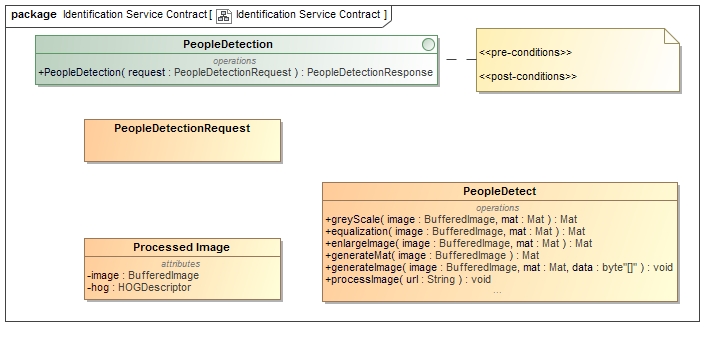 package Identification Service Contract [ Identification Service Contract ]
PeopleDetection
operations
+PeopleDetection( request : PeopleDetectionRequest ) : PeopleDetectionResponse
<<pre-conditions>>
<<post-conditions>>
PeopleDetectionRequest
PeopleDetect
operations
+greyScale( image : BufferedImage, mat : Mat ) : Mat
+equalization( image : BufferedImage, mat : Mat ) : Mat
+enlargeImage( image : BufferedImage, mat : Mat ) : Mat
+generateMat( image : BufferedImage ) : Mat
+generateImage( image : BufferedImage, mat : Mat, data : byte"[]" ) : void
+processImage( url : String ) : void
...
Processed Image
attributes
-image : BufferedImage
-hog : HOGDescriptor